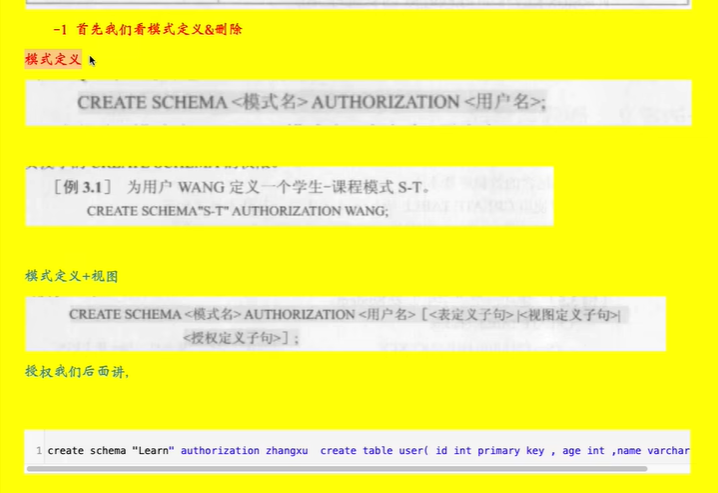 -1 首先我们看模式定义&删除
模式定义
CREATE SCHEMA <模式名> AUTHORIZATION <用户名>;
[例 3.1] 为用户 WANG 定义一个学生-课程模式 S-T。
CREATE SCHEMA"S-T" AUTHORIZATION WANG;
模式定义+视图
CREATE SCHEMA <模式名> AUTHORIZATION <用户名> [<表定义子句>|<视图定义子句>|
<授权定义子句>];
授权我们后面讲,
1 create schema "Learn" authorization zhangxu create table user( id int primary key , age int ,name varchar